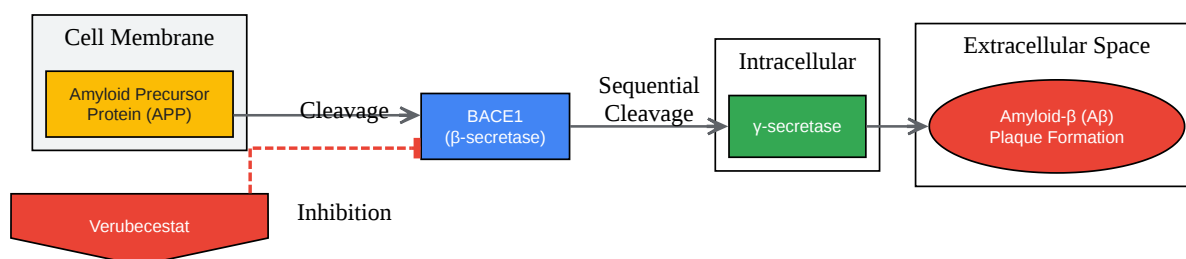 Cell Membrane
Amyloid Precursor
Protein (APP)
Cleavage
BACE1
(β-secretase)
Sequential
Cleavage
Intracellular
γ-secretase
Extracellular Space
Amyloid-β (Aβ)
Plaque Formation
Verubecestat
Inhibition